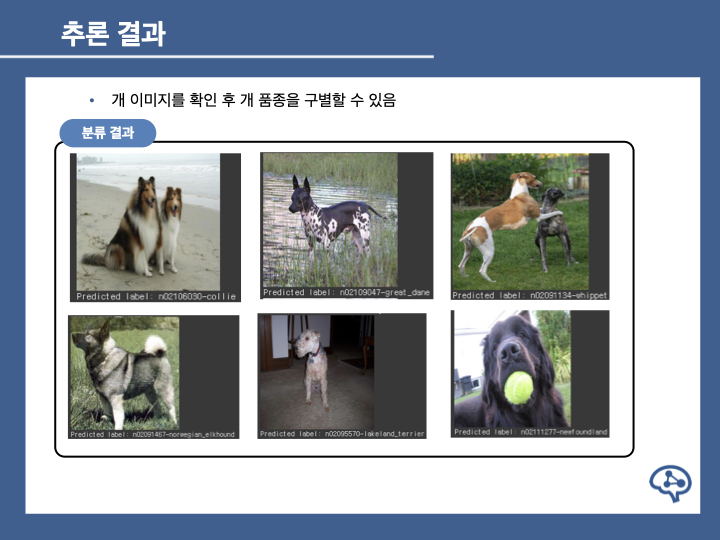 추론 결과
• 개 이미지를 확인 후 개 품종을 구별할 수 있음
분류 결과
Predicted label: n02106030-collie
Predicted label: n02109047-great_dane
Predicted label: n02091134-whippet
Predicted label: n02091467-norwegian_elkhound
Predicted label: n02095570-lakeland_terrier
Predicted label: n02111277-newfoundland